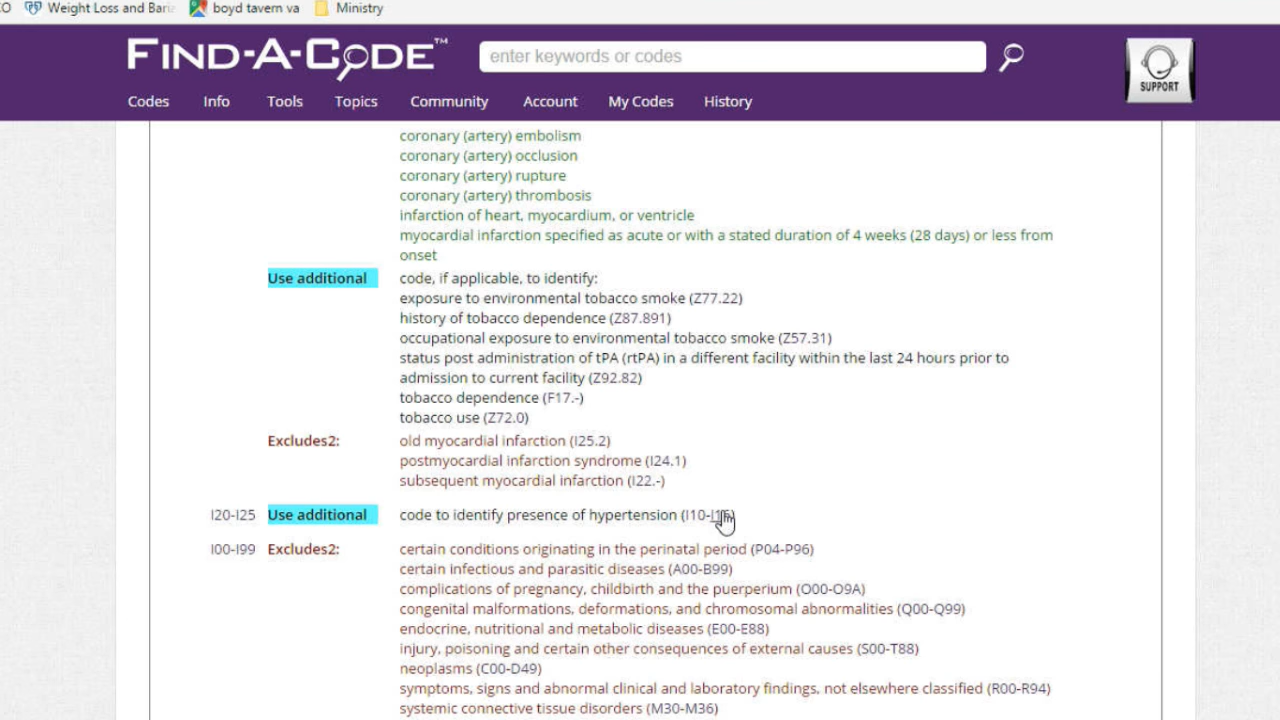 O Weight Loss and Baria boyd tavern va Ministry
FIND-A-CODE™ enter keywords or codes SUPPORT
Codes Info Tools Topics Community Account My Codes History
coronary (artery) embolism
coronary (artery) occlusion
coronary (artery) rupture
coronary (artery) thrombosis
infarction of heart, myocardium, or ventricle
myocardial infarction specified as acute or with a stated duration of 4 weeks (28 days) or less from
onset
Use additional code, if applicable, to identify:
exposure to environmental tobacco smoke (Z77.22)
history of tobacco dependence (Z87.891)
occupational exposure to environmental tobacco smoke (Z57.31)
status post administration of tPA (rtPA) in a different facility within the last 24 hours prior to
admission to current facility (Z92.82)
tobacco dependence (F17.-)
tobacco use (Z72.0)
Excludes2: old myocardial infarction (I25.2)
postmyocardial infarction syndrome (I24.1)
subsequent myocardial infarction (I22.-)
I20-I25 Use additional code to identify presence of hypertension
I00-I99 Excludes2: certain conditions originating in the perinatal period (P04-P96)
certain infectious and parasitic diseases (A00-B99)
complications of pregnancy, childbirth and the puerperium (O00-O9A)
congenital malformations, deformations, and chromosomal abnormalities (Q00-Q99)
endocrine, nutritional and metabolic diseases (E00-E88)
injury, poisoning and certain other consequences of external causes (S00-T88)
neoplasms (C00-D49)
symptoms, signs and abnormal clinical and laboratory findings, not elsewhere classified (R00-R94)
systemic connective tissue disorders (M30-M36)